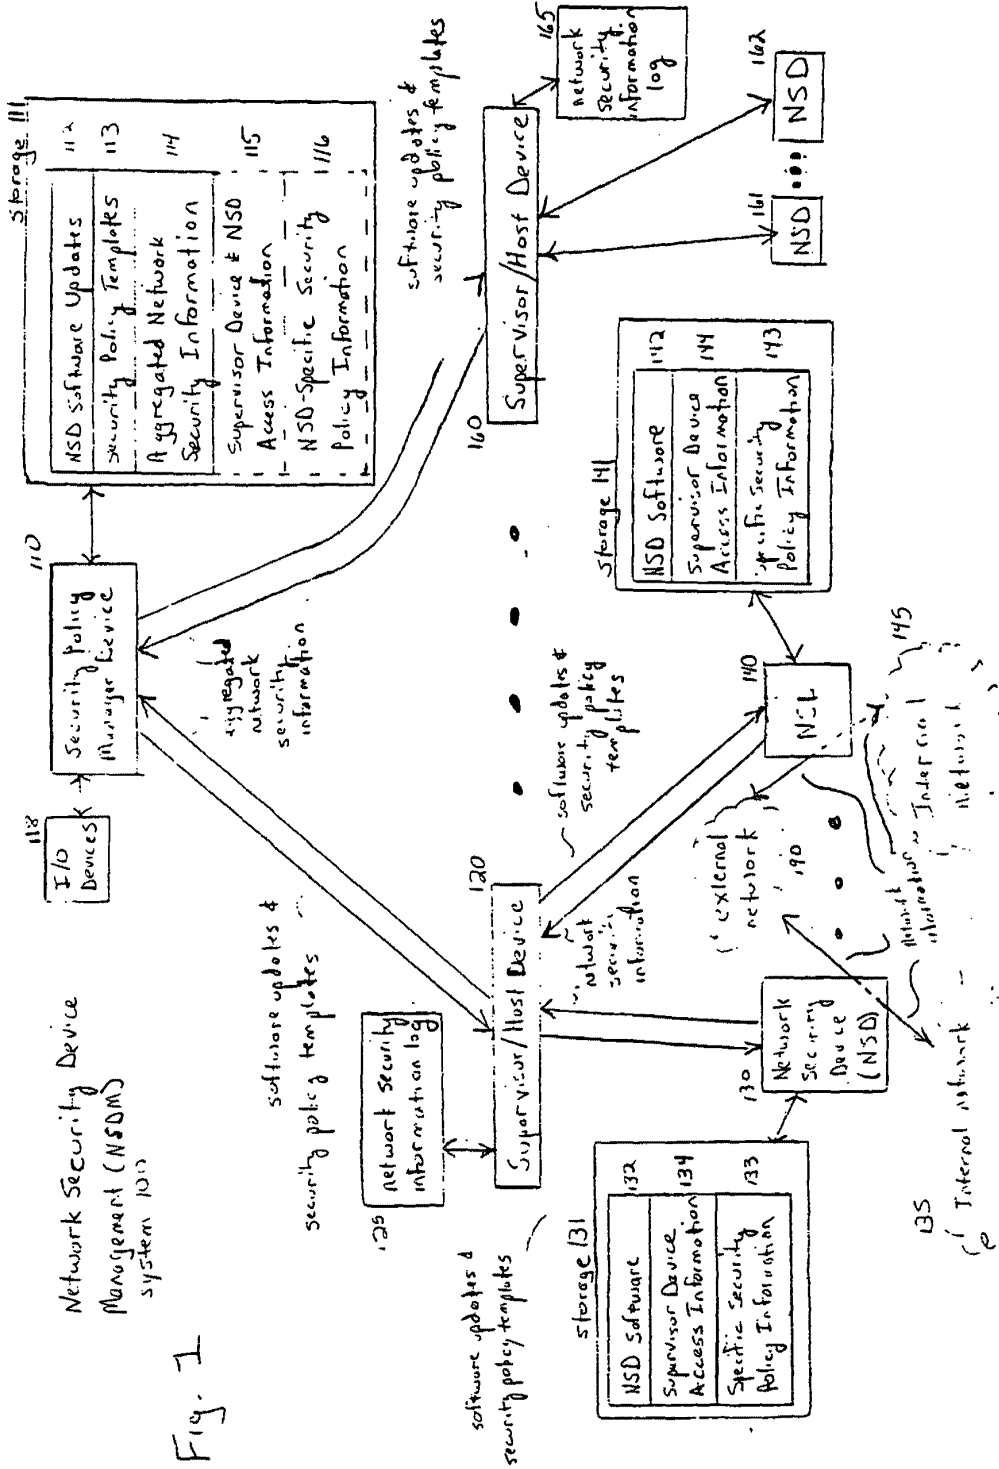 Fig. 1
Network Security Device
Management (NSDM)
system 100
118
I/O
Devices
110
Security Policy
Manager Device
Storage 111
NSD Software Updates 112
Security Policy Templates 113
Aggregated Network
Security Information 114
Supervisor Device & NSD
Access Information 115
NSD-Specific Security
Policy Information 116
software updates &
security policy templates
aggregated
network
security
information
software updates &
security policy templates
125
network security
information log
Supervisor/Host Device
120
160
Supervisor/Host Device
165
network
security
information
log
software updates &
security policy templates
network
security
information
software updates &
security policy
templates
161
NSD
162
NSD
storage 131
NSD Software 132
Supervisor Device
Access Information 134
Specific Security
Policy Information 133
130
Network
Security
Device
(NSD)
external
network
190
140
Storage 141
NSD Software 142
Supervisor Device
Access Information 144
Specific Security
Policy Information 143
135
Internal network
Network
information
Internal
network
145